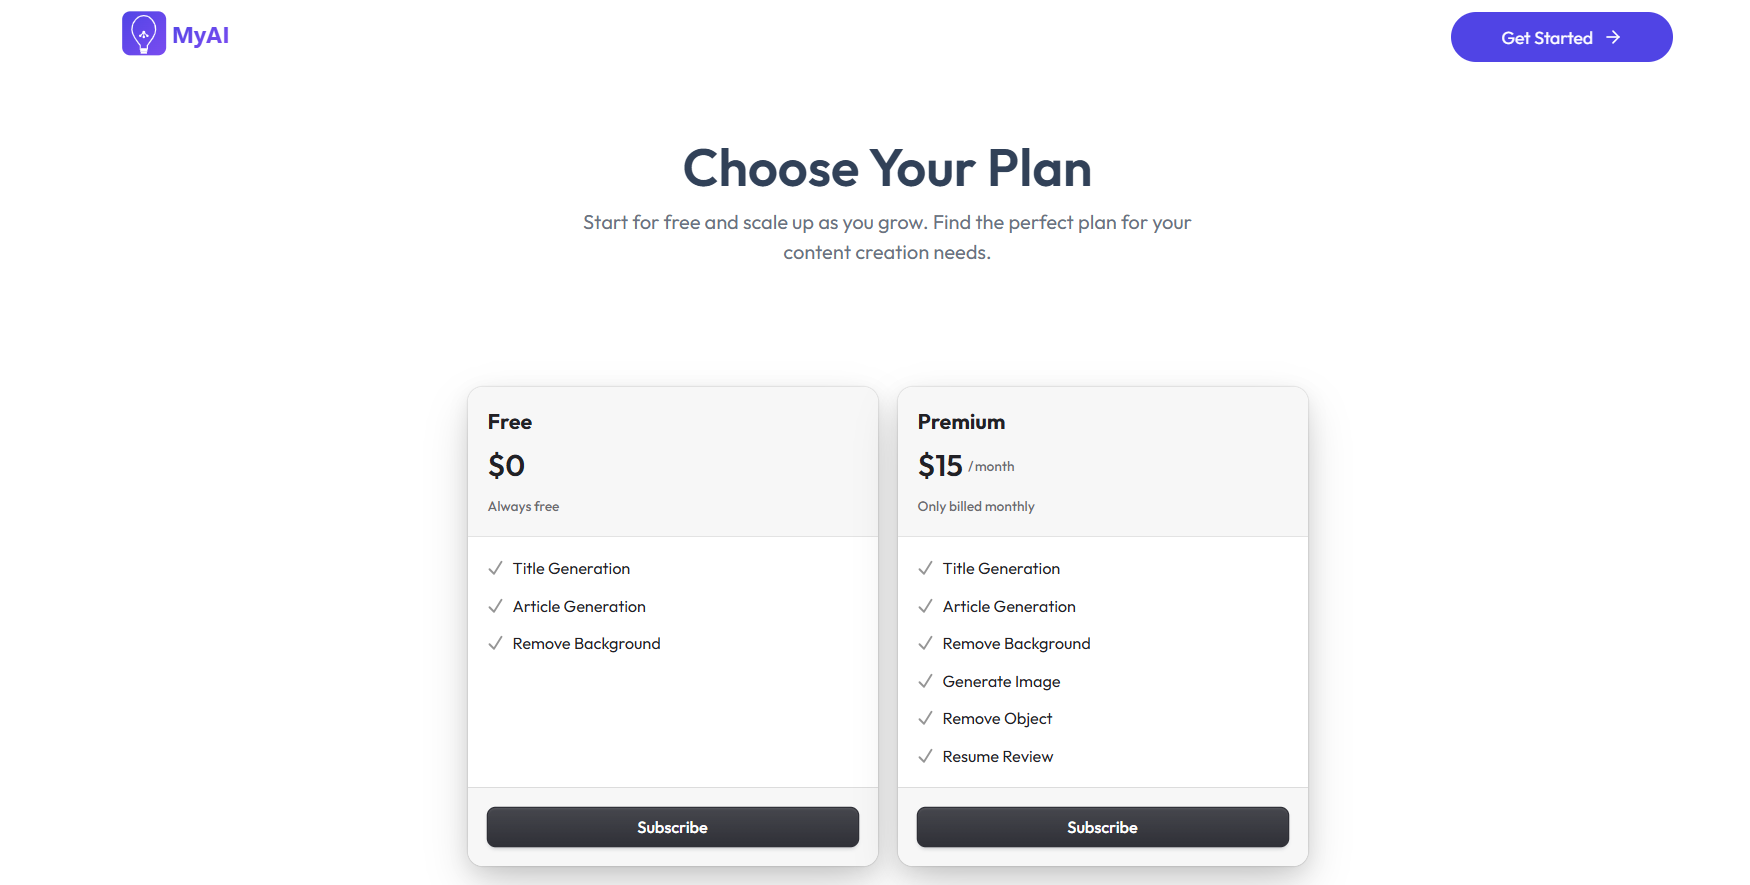 MyAI
Get Started
Choose Your Plan
Start for free and scale up as you grow. Find the perfect plan for your
content creation needs.
Free
$0
Always free
Title Generation
Article Generation
Remove Background
Subscribe
Premium
$15 /month
Only billed monthly
Title Generation
Article Generation
Remove Background
Generate Image
Remove Object
Resume Review
Subscribe